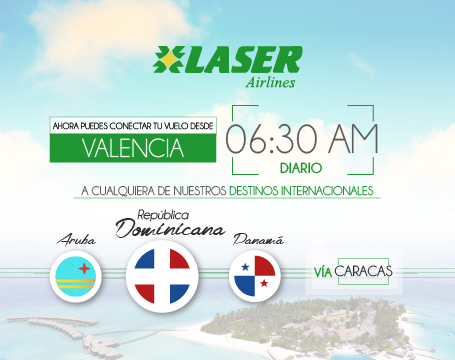 LASER
Airlines
AHORA PUEDES CONECTAR TU VUELO DESDE
VALENCIA
06:30 AM
DIARIO
A CUALQUIERA DE NUESTROS DESTINOS INTERNACIONALES
Aruba
República
Dominicana
Panamá
VÍA CARACAS